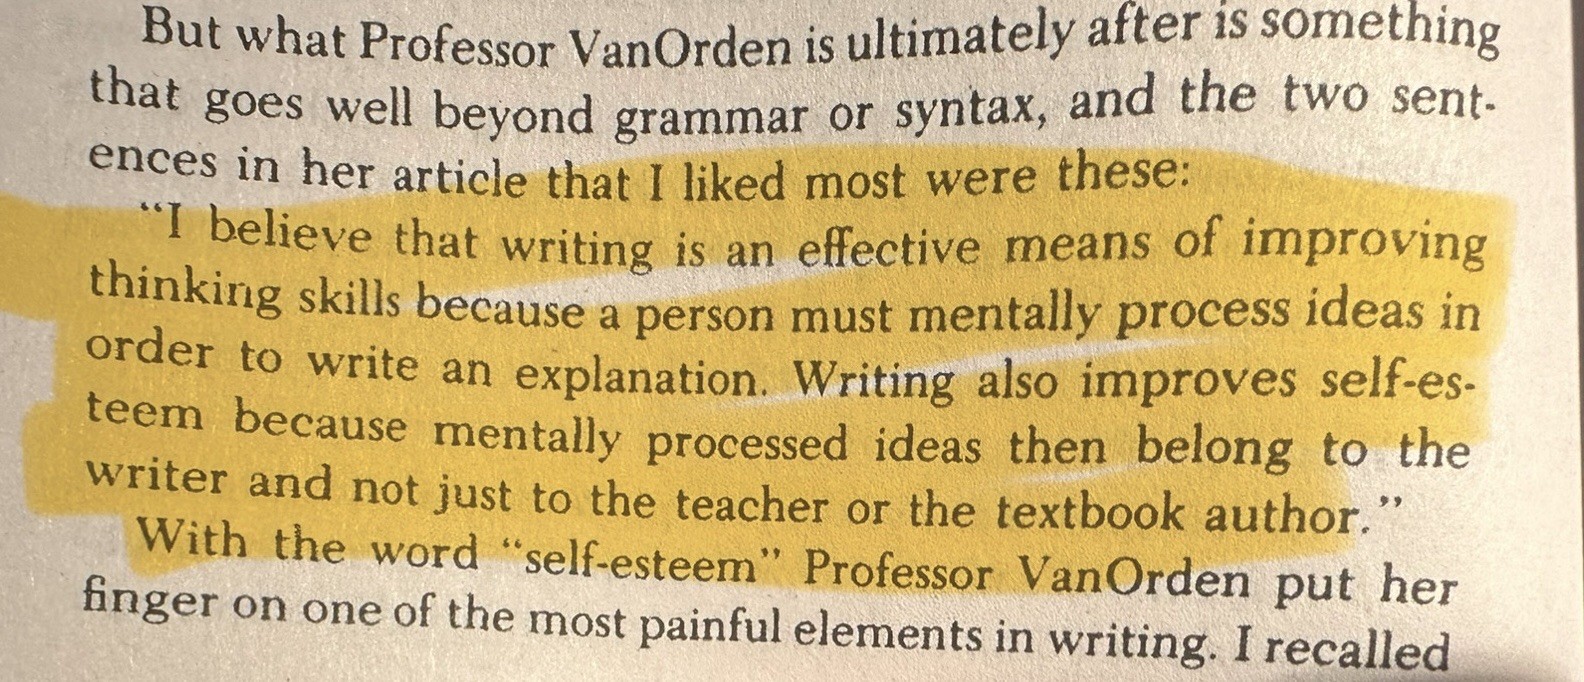 But what Professor VanOrden is ultimately after is something
that goes well beyond grammar or syntax, and the two sent-
ences in her article that I liked most were these:
“I believe that writing is an effective means of improving
thinking skills because a person must mentally process ideas in
order to write an explanation. Writing also improves self-es-
teem because mentally processed ideas then belong to the
writer and not just to the teacher or the textbook author.”
With the word “self-esteem” Professor VanOrden put her
finger on one of the most painful elements in writing. I recalled